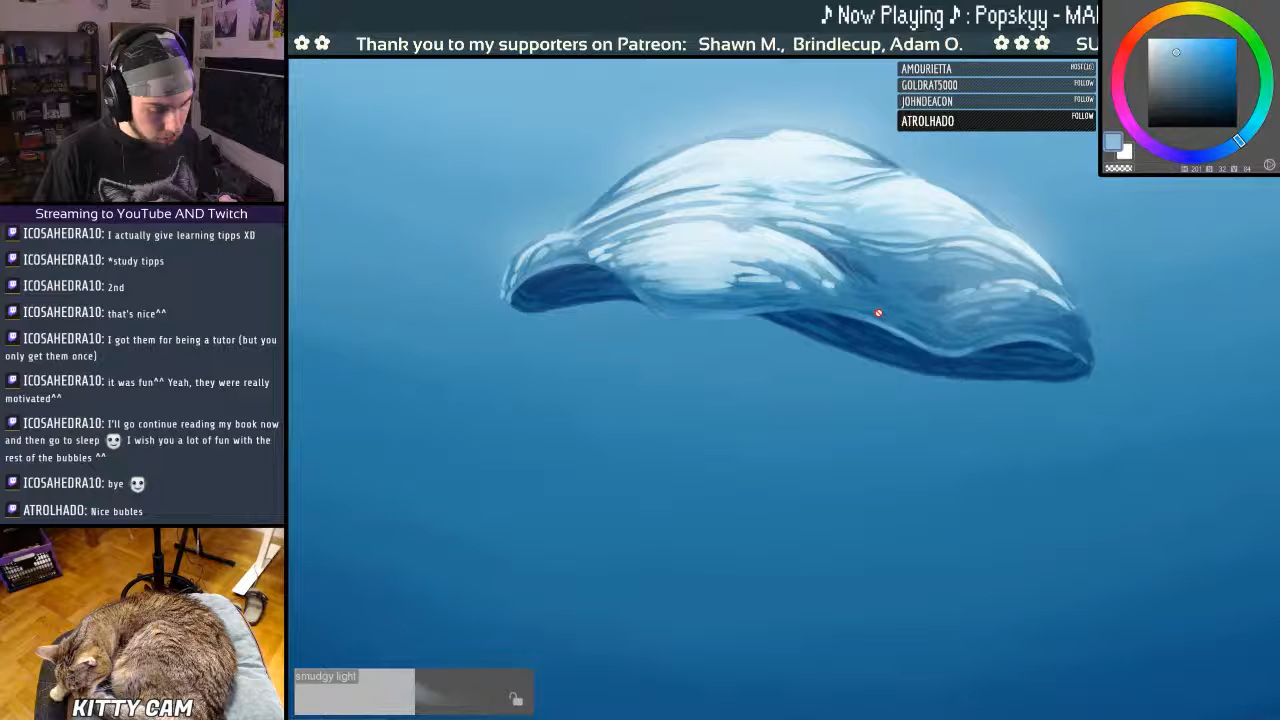 ♪ Now Playing ♪ : Popskyy - MA
✿ ✿ Thank you to my supporters on Patreon: Shawn M., Brindlecup, Adam O. ✿ ✿ ✿ SU
AMOURIETTA HOST(16)
GOLDRAT5000 FOLLOW
JOHNDEACON FOLLOW
ATROLHADO FOLLOW
H 201 S 32 V 84
Streaming to YouTube AND Twitch
ICOSAHEDRA10: I actually give learning tipps XD
ICOSAHEDRA10: *study tipps
ICOSAHEDRA10: 2nd
ICOSAHEDRA10: that's nice^^
ICOSAHEDRA10: I got them for being a tutor (but you
only get them once)
ICOSAHEDRA10: it was fun^^ Yeah, they were really
motivated^^
ICOSAHEDRA10: I'll go continue reading my book now
and then go to sleep I wish you a lot of fun with the
rest of the bubbles ^^
ICOSAHEDRA10: bye
ATROLHADO: Nice bubles
KITTY CAM
smudgy light